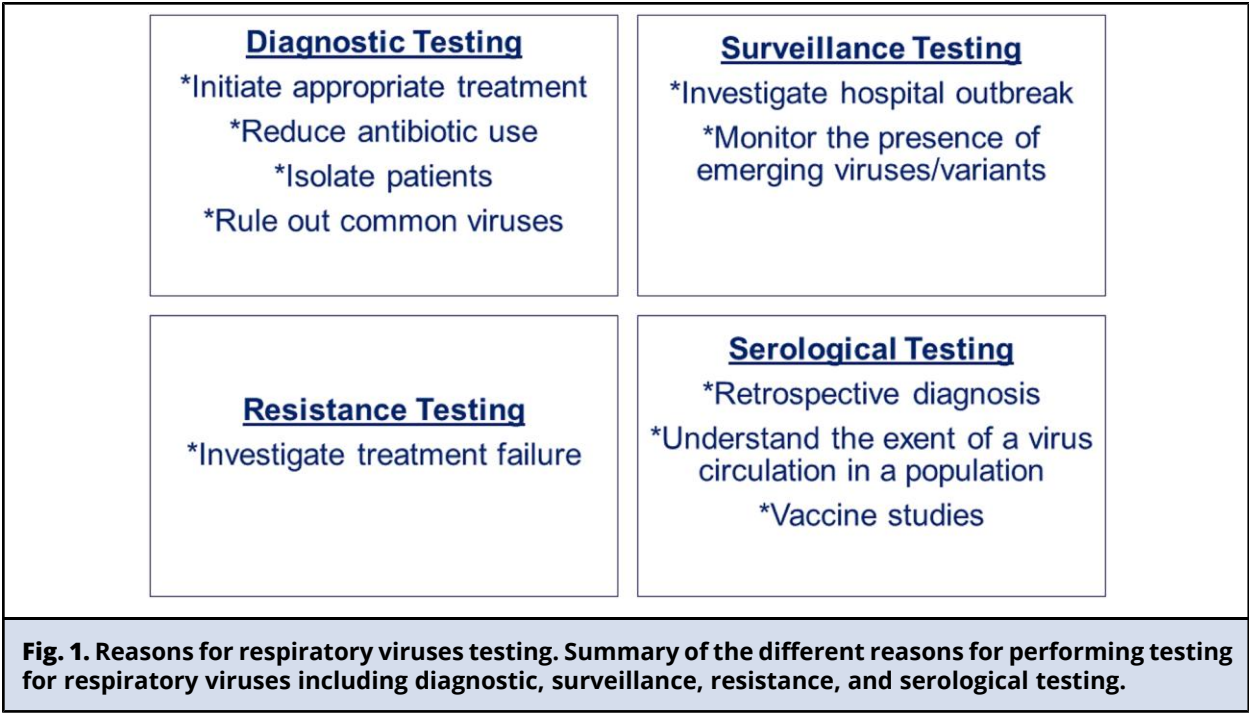 Diagnostic Testing
*Initiate appropriate treatment
*Reduce antibiotic use
*Isolate patients
*Rule out common viruses
Surveillance Testing
*Investigate hospital outbreak
*Monitor the presence of
emerging viruses/variants
Resistance Testing
*Investigate treatment failure
Serological Testing
*Retrospective diagnosis
*Understand the exent of a virus
circulation in a population
*Vaccine studies
Fig. 1. Reasons for respiratory viruses testing. Summary of the different reasons for performing testing
for respiratory viruses including diagnostic, surveillance, resistance, and serological testing.